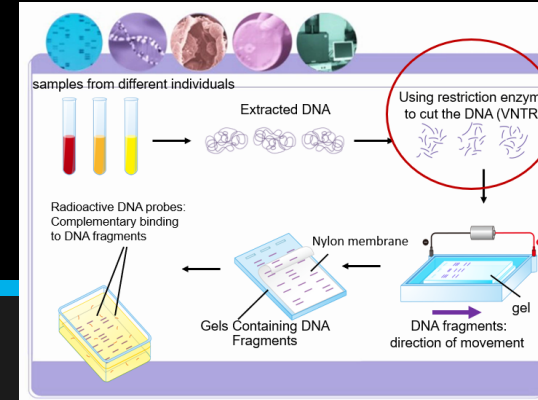 samples from different individuals
Extracted DNA
Using restriction enzym
to cut the DNA (VNTR
Radioactive DNA probes:
Complementary binding
to DNA fragments
Nylon membrane
Gels Containing DNA
Fragments
gel
DNA fragments:
direction of movement